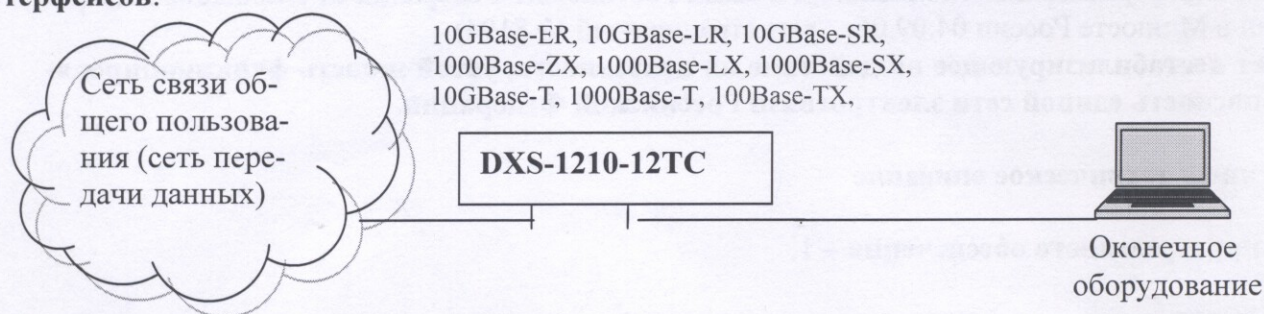 терфейсов.
10GBase-ER, 10GBase-LR, 10GBase-SR,
1000Base-ZX, 1000Base-LX, 1000Base-SX,
10GBase-T, 1000Base-T, 100Base-TX,
Сеть связи об-
щего пользова-
ния (сеть пере-
дачи данных)
DXS-1210-12TC
Оконечное
оборудование